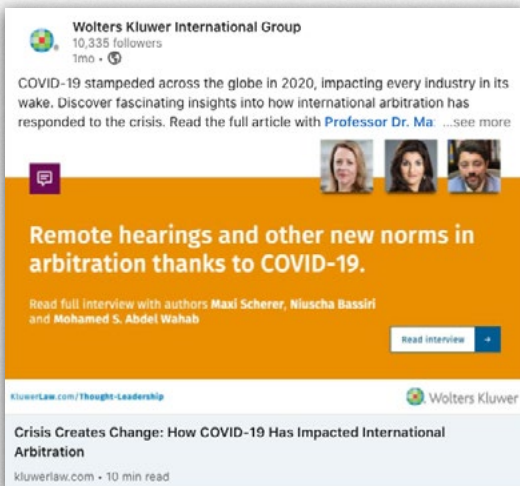 Wolters Kluwer International Group
10,335 followers
1mo •
COVID-19 stampeded across the globe in 2020, impacting every industry in its
wake. Discover fascinating insights into how international arbitration has
responded to the crisis. Read the full article with Professor Dr. Ma: ...see more
Remote hearings and other new norms in
arbitration thanks to COVID-19.
Read full interview with authors Maxi Scherer, Niuscha Bassiri
and Mohamed S. Abdel Wahab
Read interview →
KluwerLaw.com/Thought-Leadership
Wolters Kluwer
Crisis Creates Change: How COVID-19 Has Impacted International
Arbitration
kluwerlaw.com • 10 min read